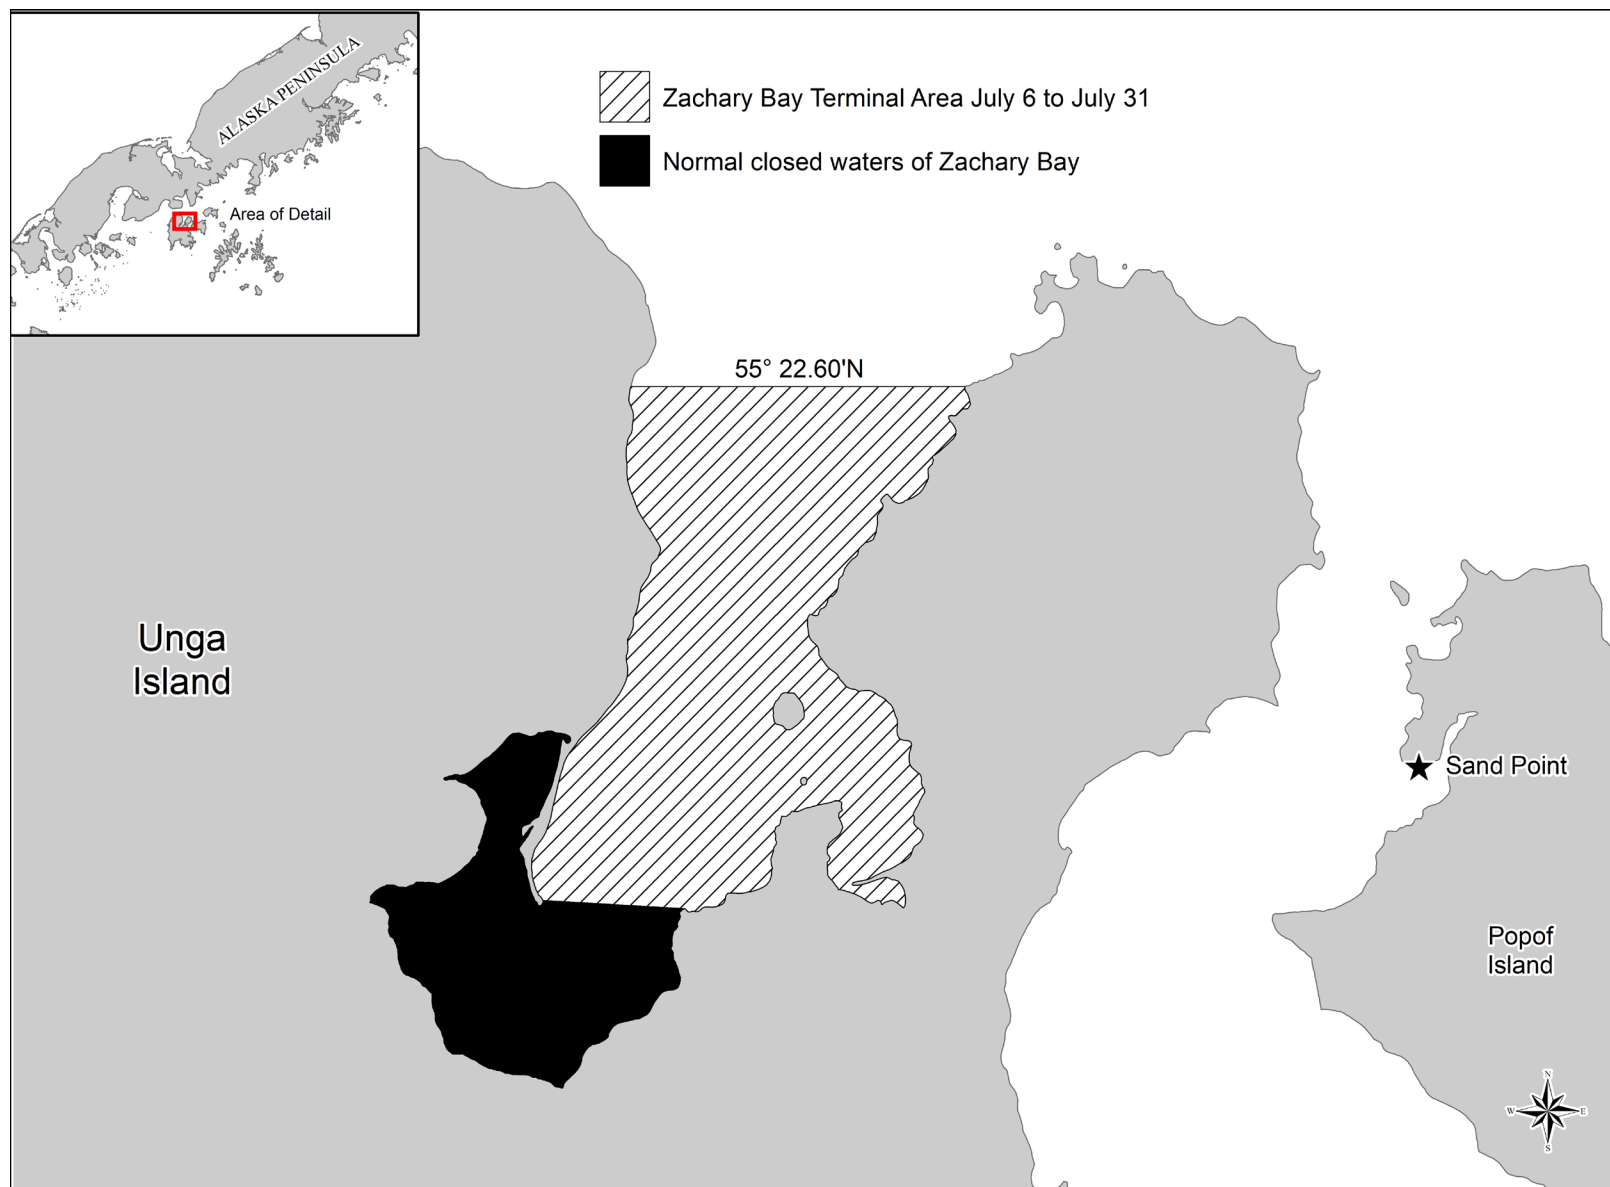 ALASKA PENINSULA
Area of Detail
Zachary Bay Terminal Area July 6 to July 31
Normal closed waters of Zachary Bay
55° 22.60'N
Unga
Island
Sand Point
Popof
Island
N
W
E
S